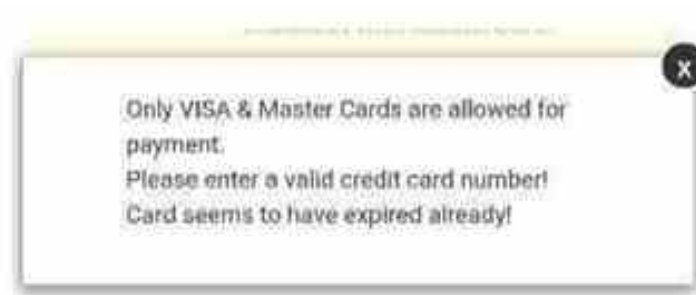 Only VISA & Master Cards are allowed for
payment.
Please enter a valid credit card number!
Card seems to have expired already!
x